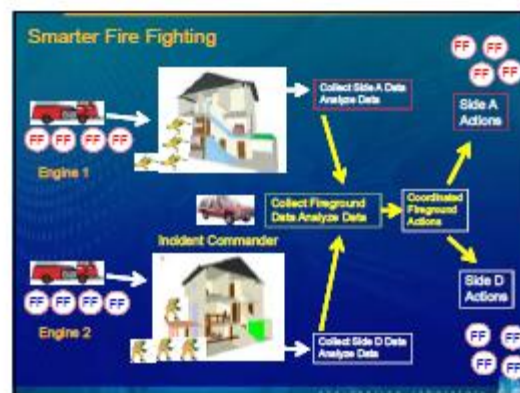 Smarter Fire Fighting
FF FF
FF FF
Collect Side A Data
Analyze Data
Side A
Actions
FF FF FF FF
Engine 1
Collect Fireground
Data Analyze Data
Coordinated
Fireground
Actions
Incident Commander
Side D
Actions
FF FF FF FF
Engine 2
Collect Side D Data
Analyze Data
FF FF
FF FF